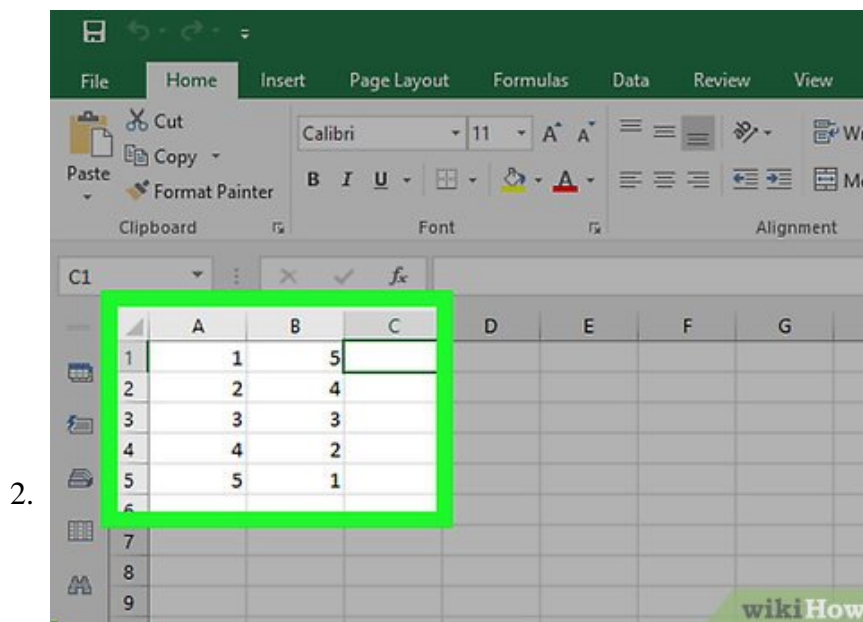 File Home Insert Page Layout Formulas Data Review View
Cut
Calibri 11 A A
Copy
Paste
B I U A
Format Painter
Clipboard Font Alignment
C1 fx
A B C D E F G
1 1 5
2 2 4
3 3 3
4 4 2
5 5 1
2.
6
7
8
9
wikiHow